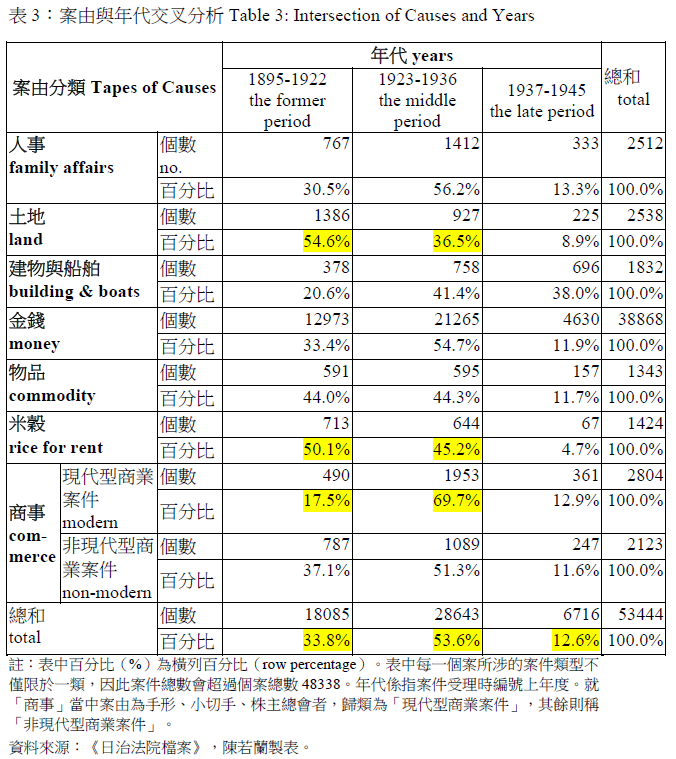 表 3：案由與年代交叉分析 Table 3: Intersection of Causes and Years
案由分類 Tapes of Causes
年代 years
總和
total
1895-1922
the former
period
1923-1936
the middle
period
1937-1945
the late period
人事
family affairs
個數
no.
767 1412 333 2512
百分比 30.5% 56.2% 13.3% 100.0%
土地
land
個數 1386 927 225 2538
百分比 54.6% 36.5% 8.9% 100.0%
建物與船舶
building & boats
個數 378 758 696 1832
百分比 20.6% 41.4% 38.0% 100.0%
金錢
money
個數 12973 21265 4630 38868
百分比 33.4% 54.7% 11.9% 100.0%
物品
commodity
個數 591 595 157 1343
百分比 44.0% 44.3% 11.7% 100.0%
米穀
rice for rent
個數 713 644 67 1424
百分比 50.1% 45.2% 4.7% 100.0%
商事
com-
merce
現代型商業
案件
modern
個數 490 1953 361 2804
百分比 17.5% 69.7% 12.9% 100.0%
非現代型商
業案件
non-modern
個數 787 1089 247 2123
百分比 37.1% 51.3% 11.6% 100.0%
總和
total
個數 18085 28643 6716 53444
百分比 33.8% 53.6% 12.6% 100.0%
註：表中百分比（%）為橫列百分比（row percentage）。表中每一個案所涉的案件類型不
僅限於一類，因此案件總數會超過個案總數 48338。年代係指案件受理時編號上年度。就
「商事」當中案由為手形、小切手、株主總會者，歸類為「現代型商業案件」，其餘則稱
「非現代型商業案件」。
資料來源：《日治法院檔案》，陳若蘭製表。